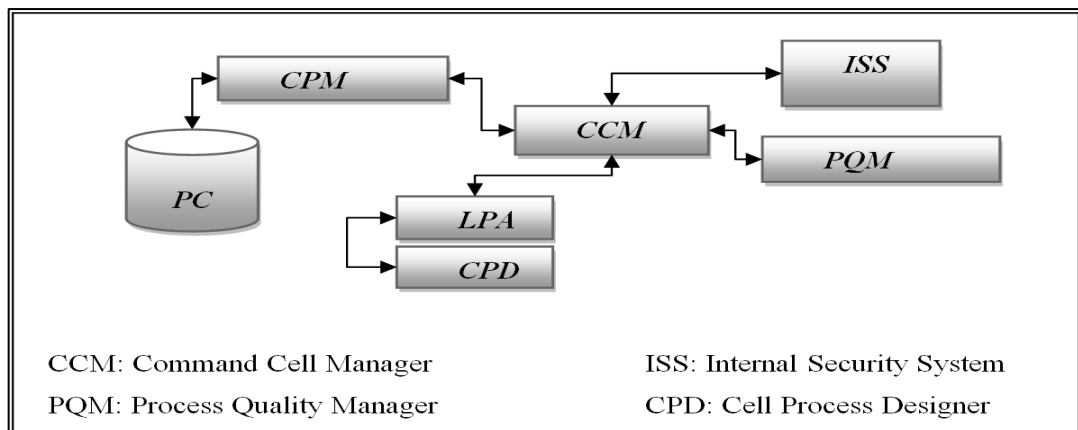 ISS
CPM
CCM
PQM
PC
LPA
CPD
CCM: Command Cell Manager
ISS: Internal Security System
PQM: Process Quality Manager
CPD: Cell Process Designer